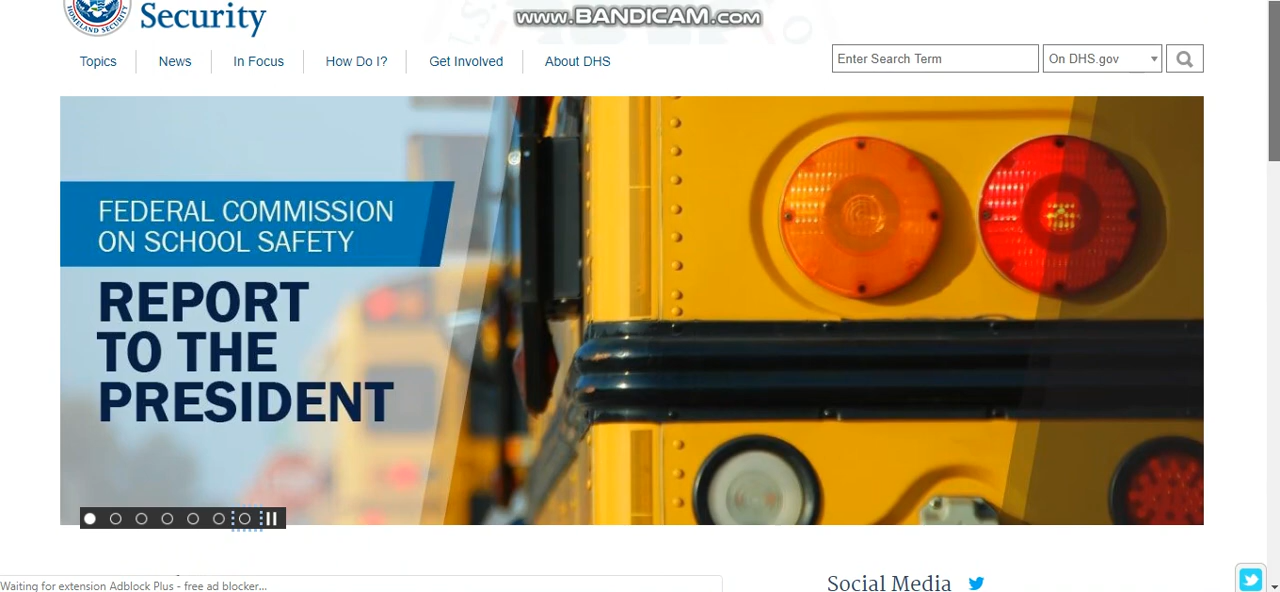 HOMELAND SECURITY
Security
www.BANDICAM.com
Topics
News
In Focus
How Do I?
Get Involved
About DHS
Enter Search Term
On DHS.gov
FEDERAL COMMISSION
ON SCHOOL SAFETY
REPORT
TO THE
PRESIDENT
Waiting for extension Adblock Plus - free ad blocker...
Social Media